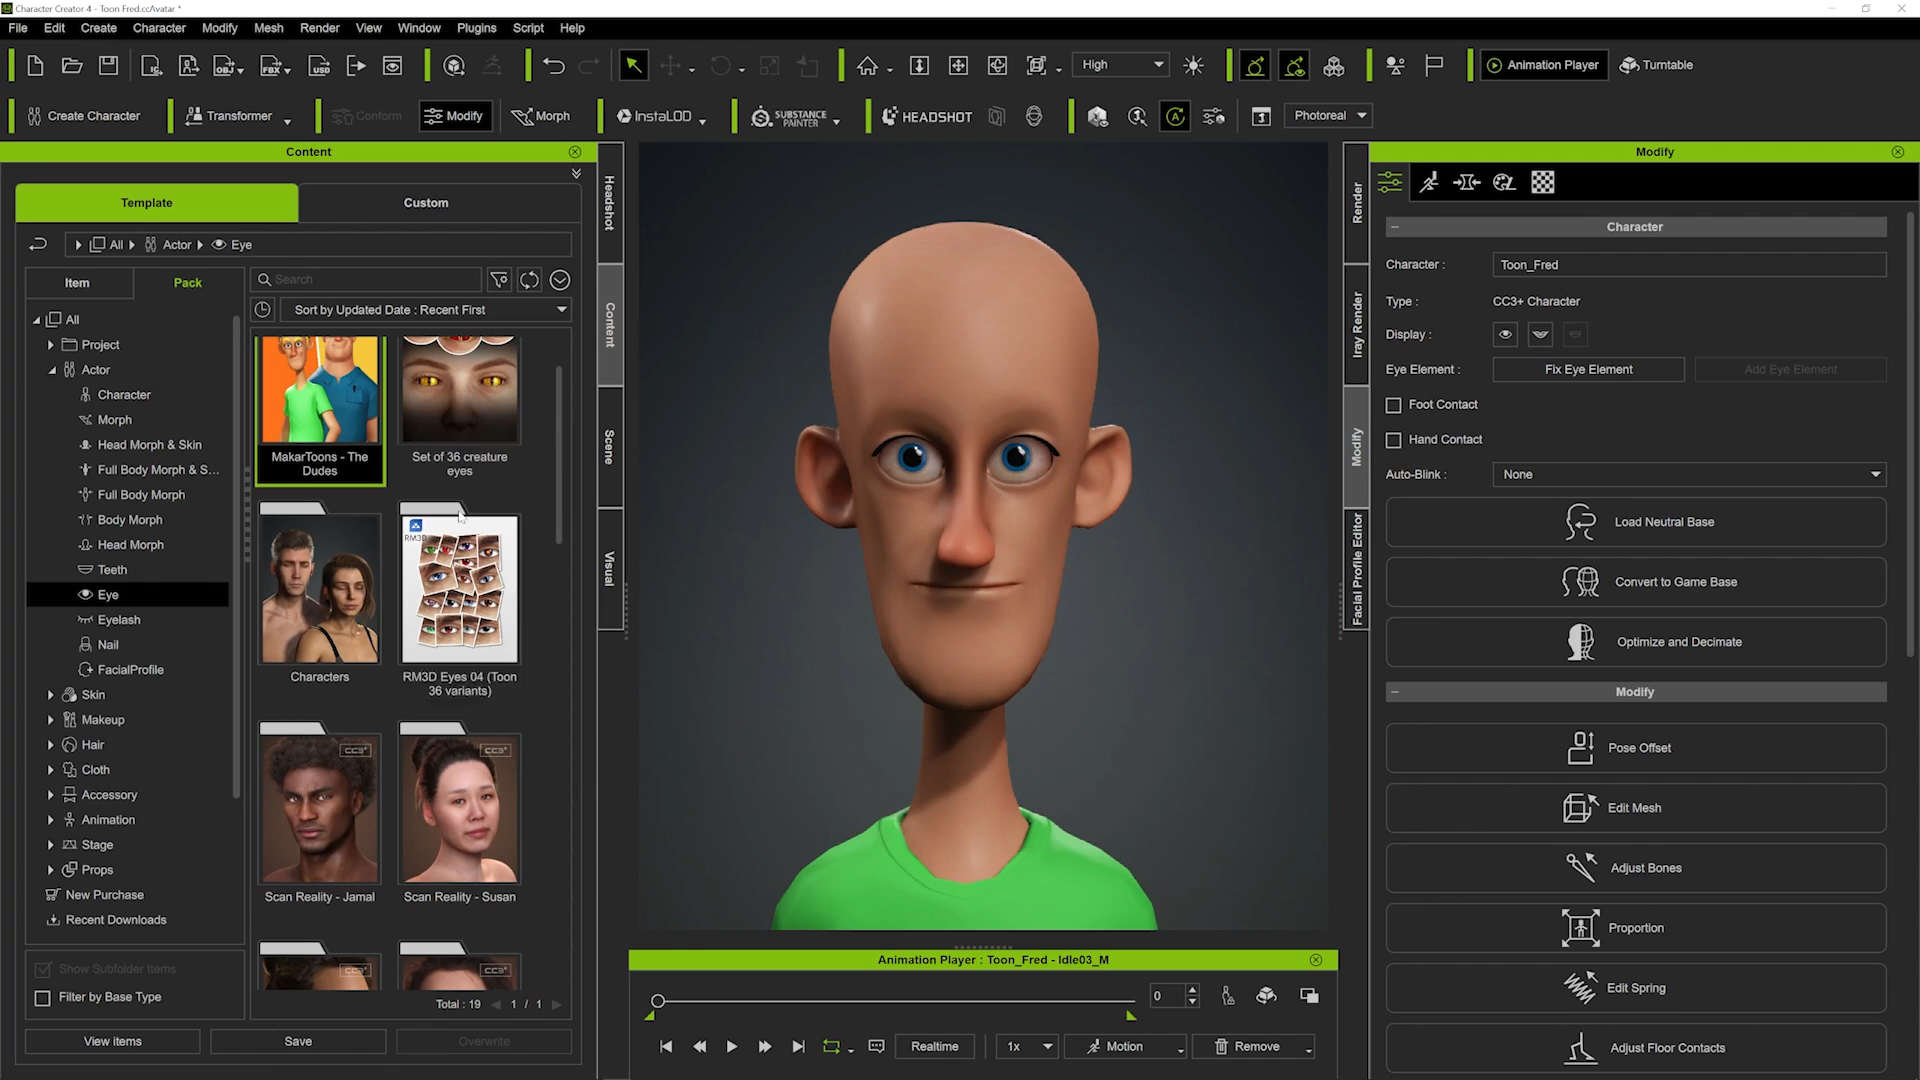 Character Creator 4 - Toon Fred.ccAvatar *
File Edit Create Character Modify Mesh Render View Window Plugins Script Help
OBJ FBX USD High Animation Player Turntable
Create Character Transformer Conform Modify Morph InstaLOD SUBSTANCE PAINTER HEADSHOT Photoreal
Content
Template Custom
All Actor Eye
Item Pack
Search
Sort by Updated Date : Recent First
All
Project
Actor
Character
Morph
Head Morph & Skin
Full Body Morph & S...
Full Body Morph
Body Morph
Head Morph
Teeth
Eye
Eyelash
Nail
FacialProfile
Skin
Makeup
Hair
Cloth
Accessory
Animation
Stage
Props
New Purchase
Recent Downloads
Show Subfolder Items
Filter by Base Type
MakarToons - The Dudes
Set of 36 creature eyes
Characters
RM3D
RM3D Eyes 04 (Toon 36 variants)
CC3+
Scan Reality - Jamal
CC3+
Scan Reality - Susan
CC3+
CC3+
Total : 19 1 / 1
View items Save Overwrite
Headshot
Content
Scene
Visual
Animation Player : Toon_Fred - Idle03_M
0
Realtime 1x Motion Remove
Render
Iray Render
Modify
Facial Profile Editor
Modify
Character
Character : Toon_Fred
Type : CC3+ Character
Display :
Eye Element : Fix Eye Element Add Eye Element
Foot Contact
Hand Contact
Auto-Blink : None
Load Neutral Base
Convert to Game Base
Optimize and Decimate
Modify
Pose Offset
Edit Mesh
Adjust Bones
Proportion
Edit Spring
Adjust Floor Contacts